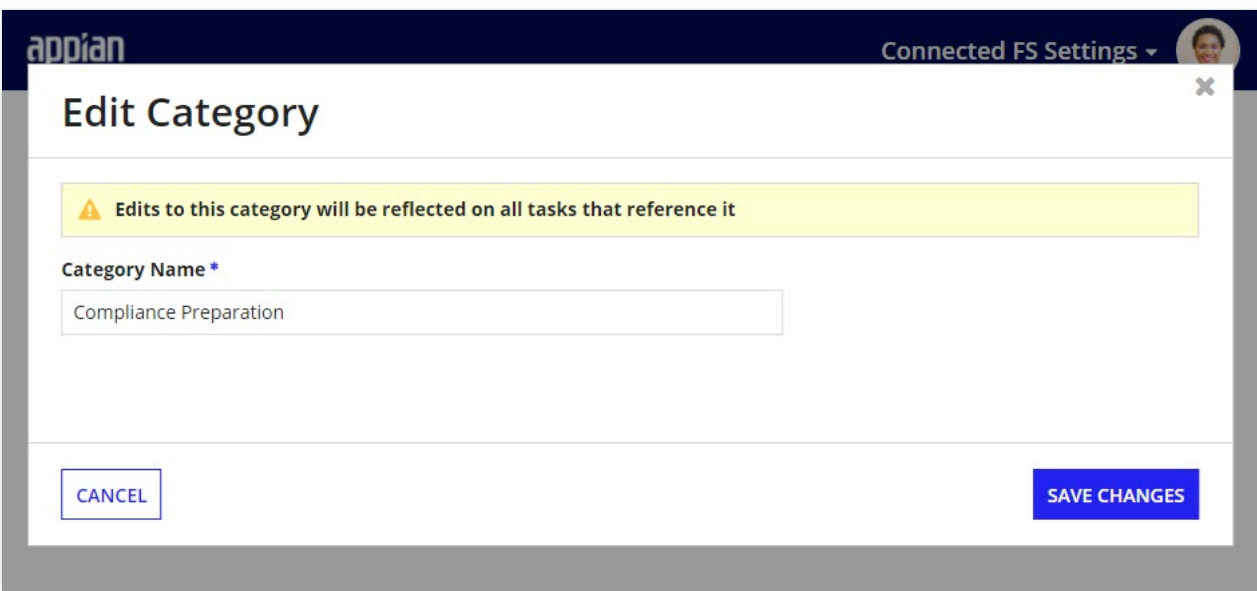 appian
Connected FS Settings
Edit Category
Edits to this category will be reflected on all tasks that reference it
Category Name *
Compliance Preparation
CANCEL
SAVE CHANGES